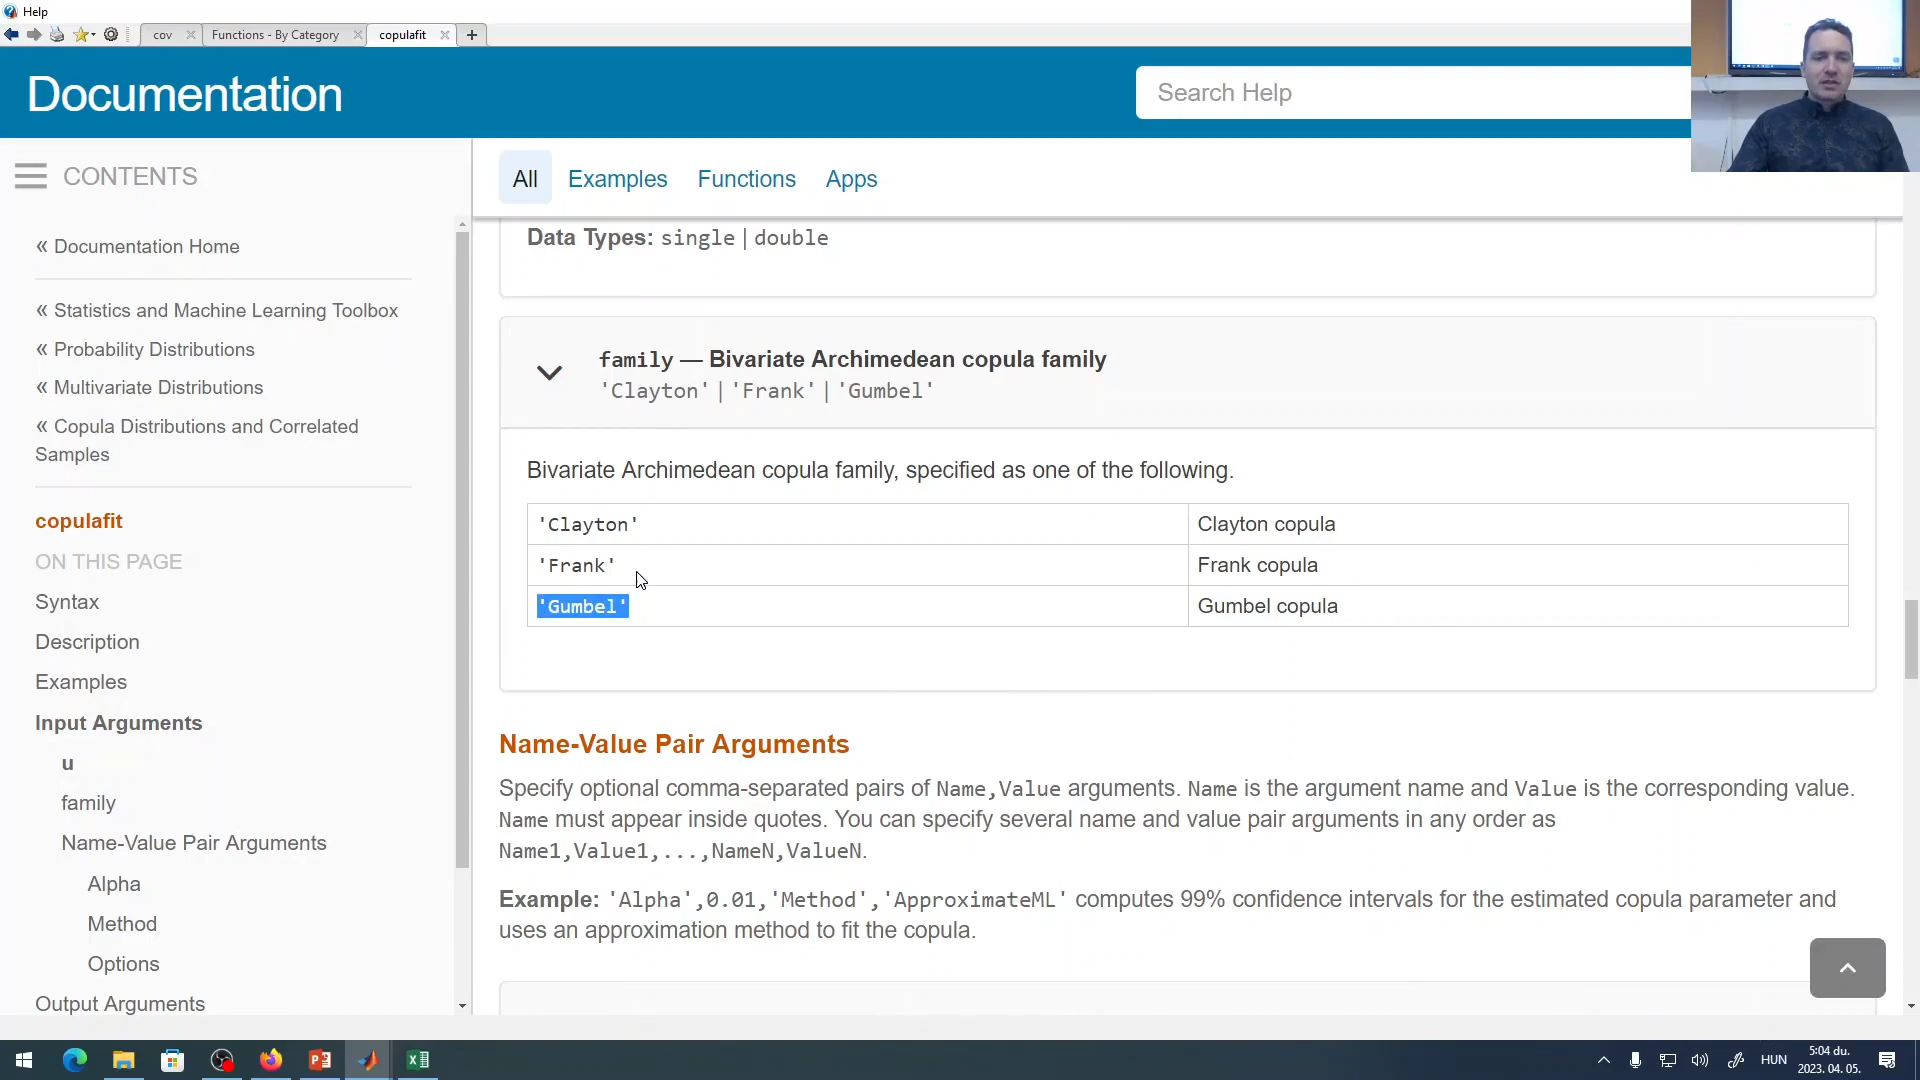 Help
cov
Functions - By Category
copulafit
Documentation
Search Help
CONTENTS
All
Examples
Functions
Apps
« Documentation Home
« Statistics and Machine Learning Toolbox
« Probability Distributions
« Multivariate Distributions
« Copula Distributions and Correlated
Samples
copulafit
ON THIS PAGE
Syntax
Description
Examples
Input Arguments
u
family
Name-Value Pair Arguments
Alpha
Method
Options
Output Arguments
Data Types: single | double
family — Bivariate Archimedean copula family
'Clayton' | 'Frank' | 'Gumbel'
Bivariate Archimedean copula family, specified as one of the following.
'Clayton' Clayton copula
'Frank' Frank copula
'Gumbel' Gumbel copula
Name-Value Pair Arguments
Specify optional comma-separated pairs of Name,Value arguments. Name is the argument name and Value is the corresponding value.
Name must appear inside quotes. You can specify several name and value pair arguments in any order as
Name1,Value1,...,NameN,ValueN.
Example: 'Alpha',0.01,'Method','ApproximateML' computes 99% confidence intervals for the estimated copula parameter and
uses an approximation method to fit the copula.
HUN
5:04 du.
2023. 04. 05.